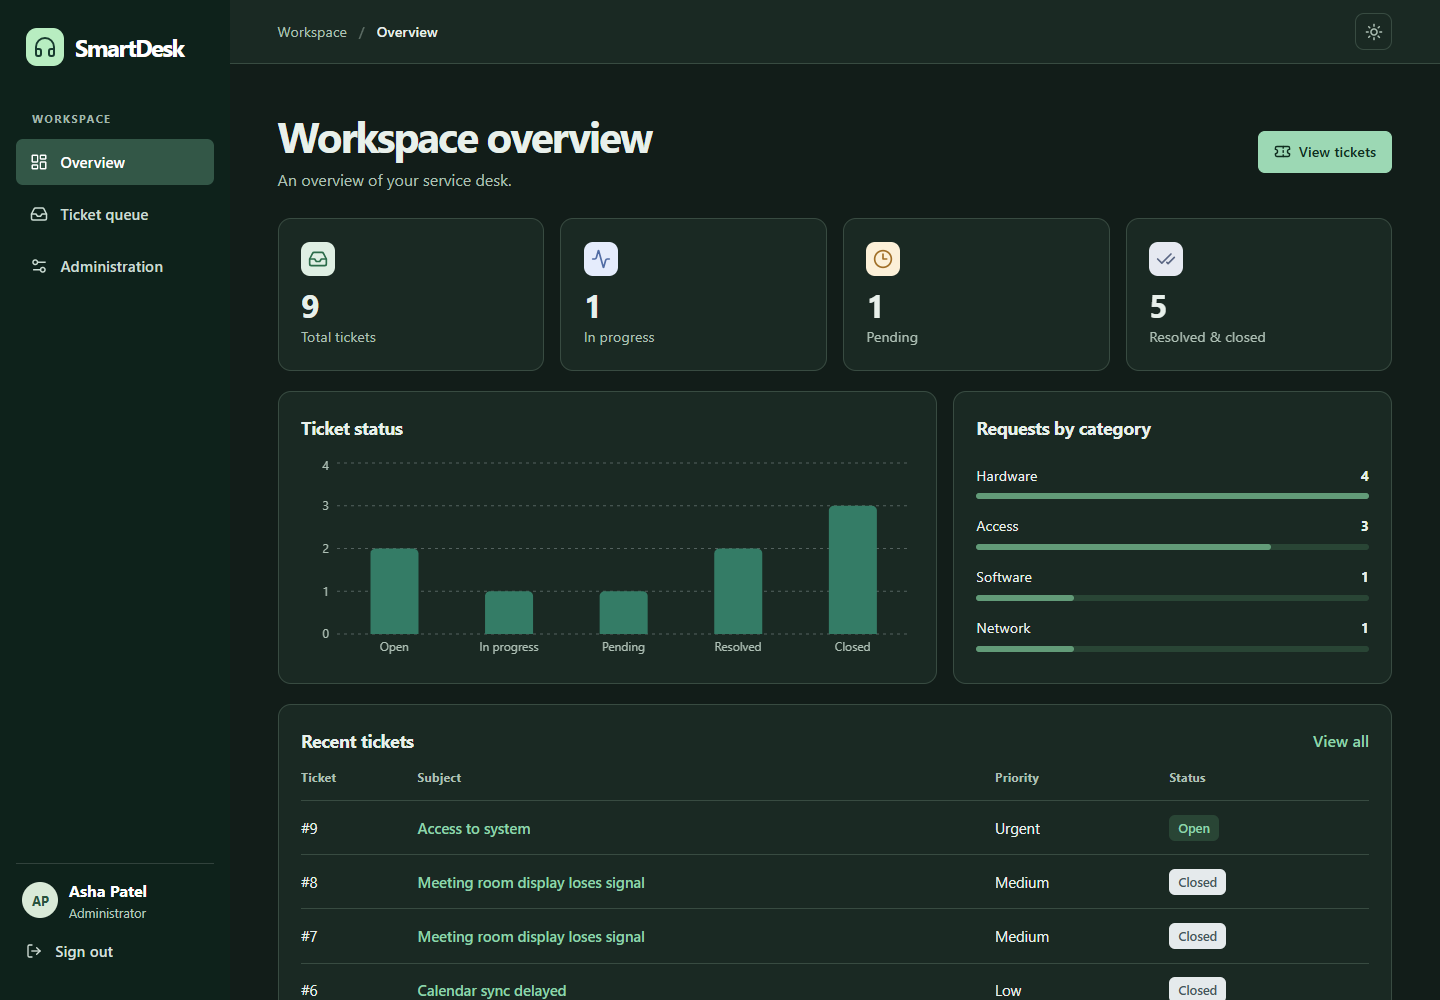 SmartDesk
WORKSPACE
Overview
Ticket queue
Administration
AP
Asha Patel
Administrator
Sign out
Workspace / Overview
Workspace overview
An overview of your service desk.
View tickets
9
Total tickets
1
In progress
1
Pending
5
Resolved & closed
Ticket status
4
3
2
1
0
Open In progress Pending Resolved Closed
Requests by category
Hardware 4
Access 3
Software 1
Network 1
Recent tickets
View all
Ticket Subject Priority Status
#9 Access to system Urgent Open
#8 Meeting room display loses signal Medium Closed
#7 Meeting room display loses signal Medium Closed
#6 Calendar sync delayed Low Closed